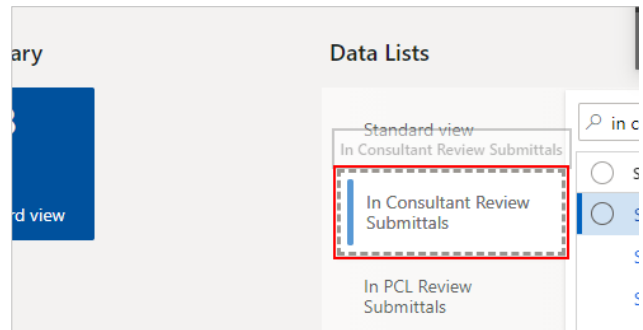 ary
Data Lists
Standard view
in c
In Consultant Review Submittals
S
In Consultant Review
Submittals
S
rd view
S
In PCL Review
Submittals
S